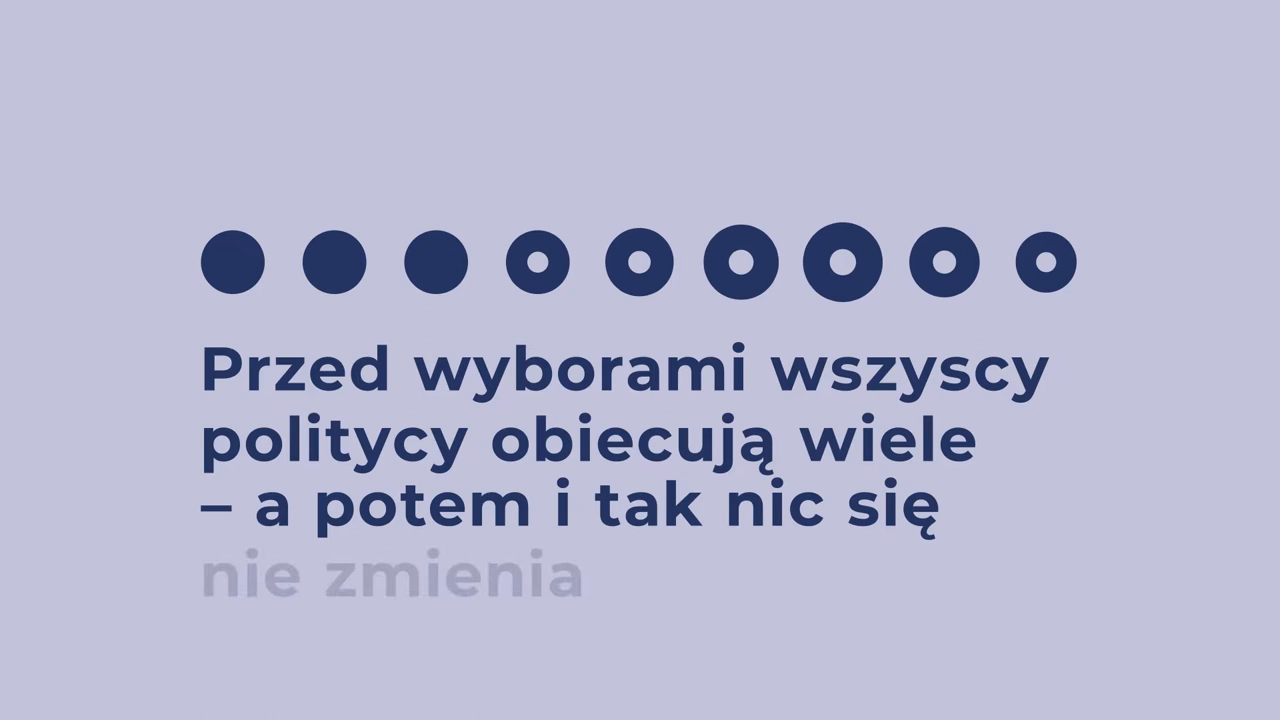 Przed wyborami wszyscy
politycy obiecują wiele
– a potem i tak nic się
nie zmienia